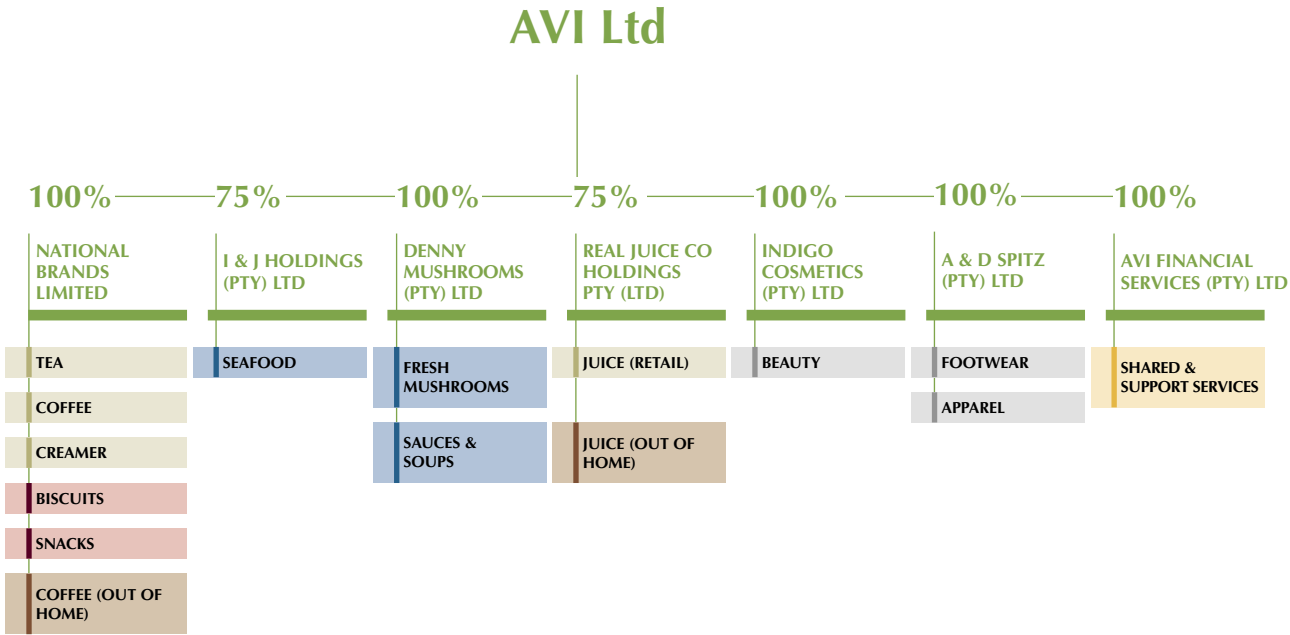 AVI Ltd
100%
75%
100%
75%
100%
100%
100%
NATIONAL
BRANDS
LIMITED
I & J HOLDINGS
(PTY) LTD
DENNY
MUSHROOMS
(PTY) LTD
REAL JUICE CO
HOLDINGS
PTY (LTD)
INDIGO
COSMETICS
(PTY) LTD
A & D SPITZ
(PTY) LTD
AVI FINANCIAL
SERVICES (PTY) LTD
TEA
COFFEE
CREAMER
BISCUITS
SNACKS
COFFEE (OUT OF
HOME)
SEAFOOD
FRESH
MUSHROOMS
SAUCES &
SOUPS
JUICE (RETAIL)
JUICE (OUT OF
HOME)
BEAUTY
FOOTWEAR
APPAREL
SHARED &
SUPPORT SERVICES